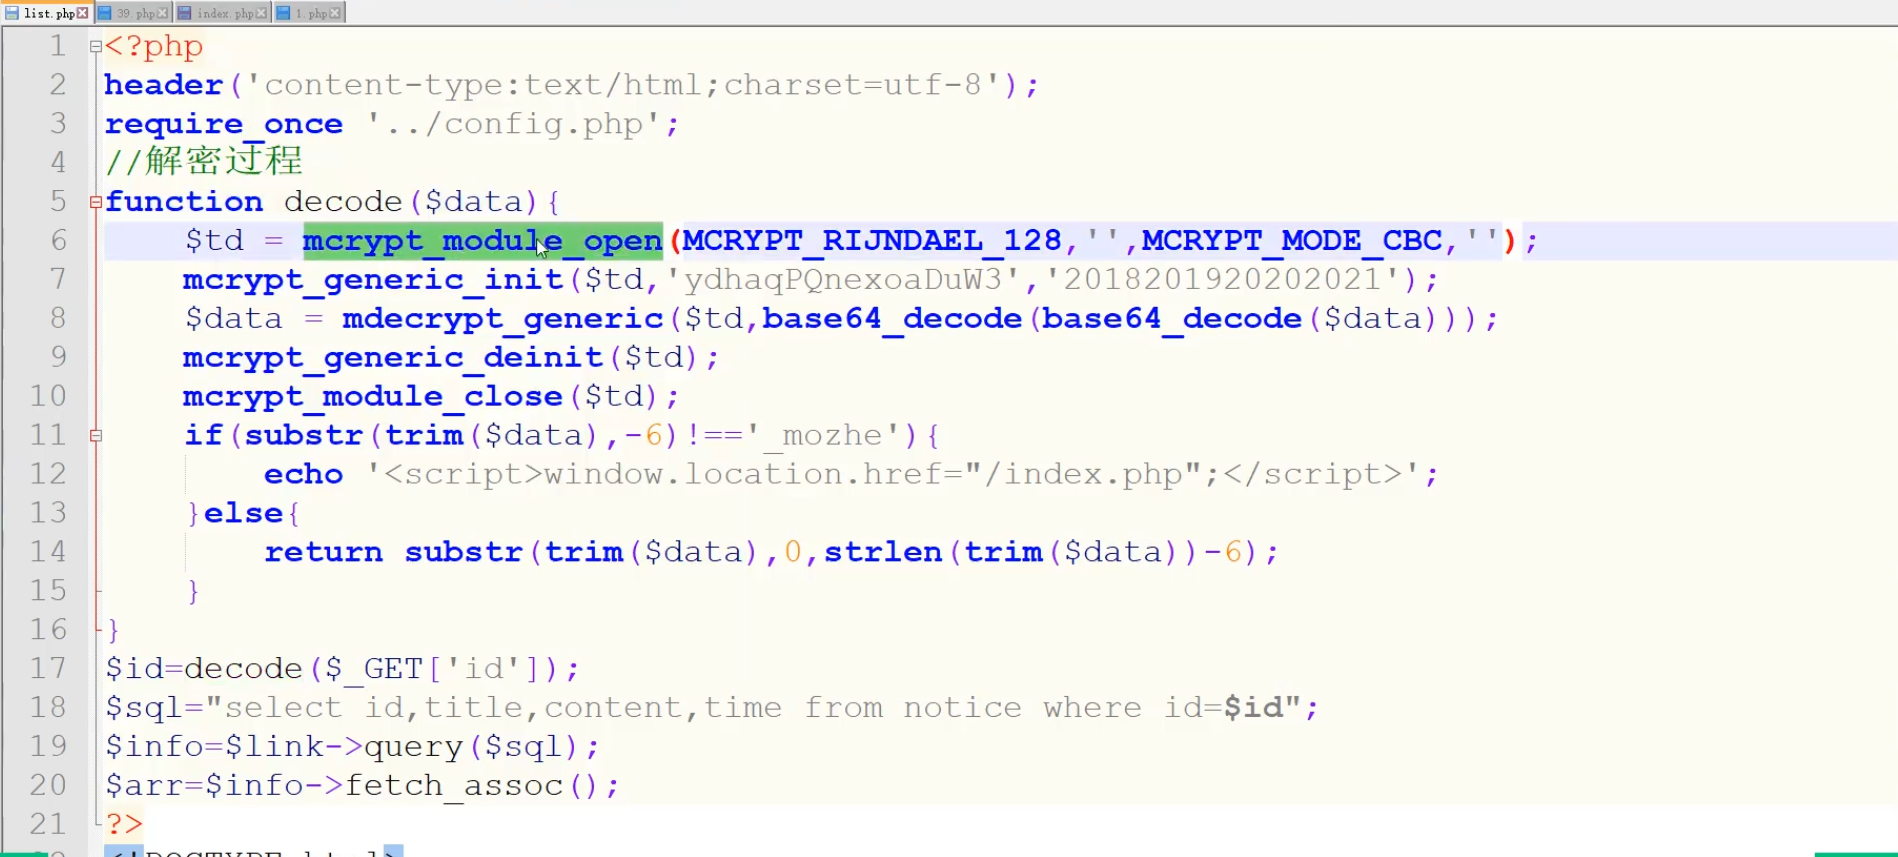 list.php 39.php index.php 1.php
1 <?php
2 header('content-type:text/html;charset=utf-8');
3 require_once '../config.php';
4 //解密过程
5 function decode($data){
6 $td = mcrypt_module_open(MCRYPT_RIJNDAEL_128,'',MCRYPT_MODE_CBC,'');
7 mcrypt_generic_init($td,'ydhaqPQnexoaDuW3','2018201920202021');
8 $data = mdecrypt_generic($td,base64_decode(base64_decode($data)));
9 mcrypt_generic_deinit($td);
10 mcrypt_module_close($td);
11 if(substr(trim($data),-6)!=='_mozhe'){
12 echo '<script>window.location.href="/index.php";</script>';
13 }else{
14 return substr(trim($data),0,strlen(trim($data))-6);
15 }
16 }
17 $id=decode($_GET['id']);
18 $sql="select id,title,content,time from notice where id=$id";
19 $info=$link->query($sql);
20 $arr=$info->fetch_assoc();
21 ?>
<!DOCTYPE html>